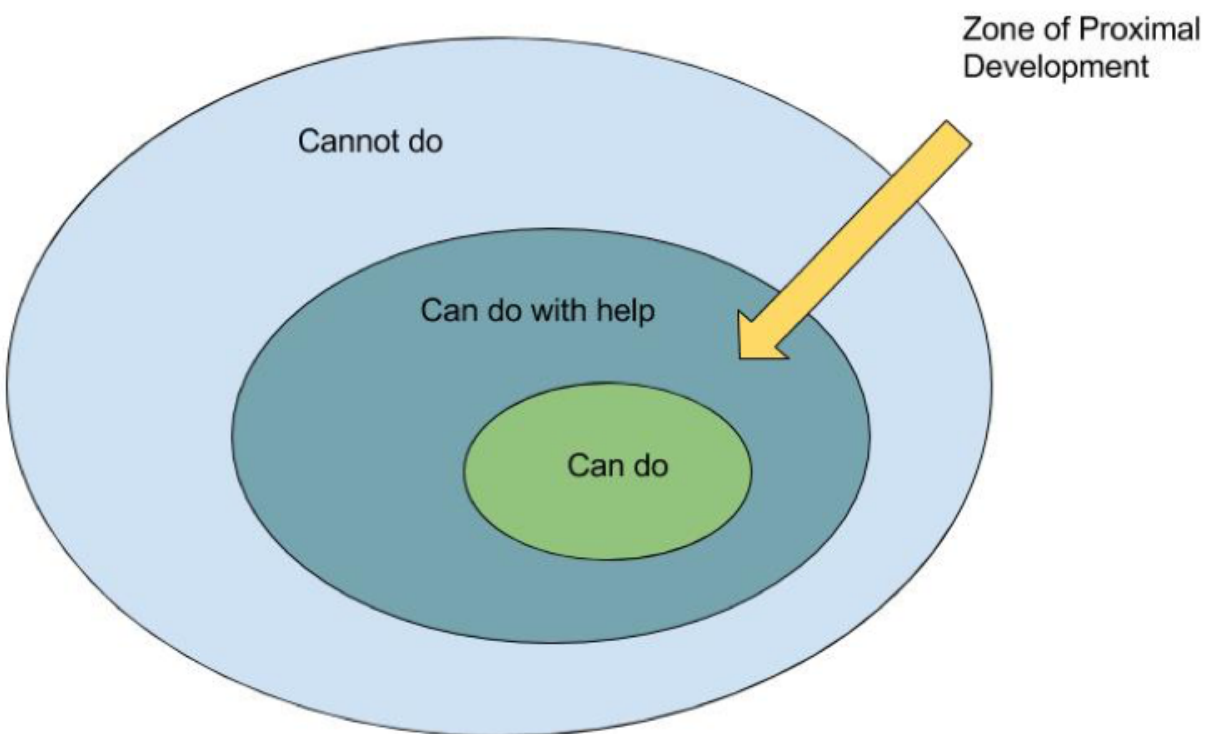 Zone of Proximal
Development
Cannot do
Can do with help
Can do